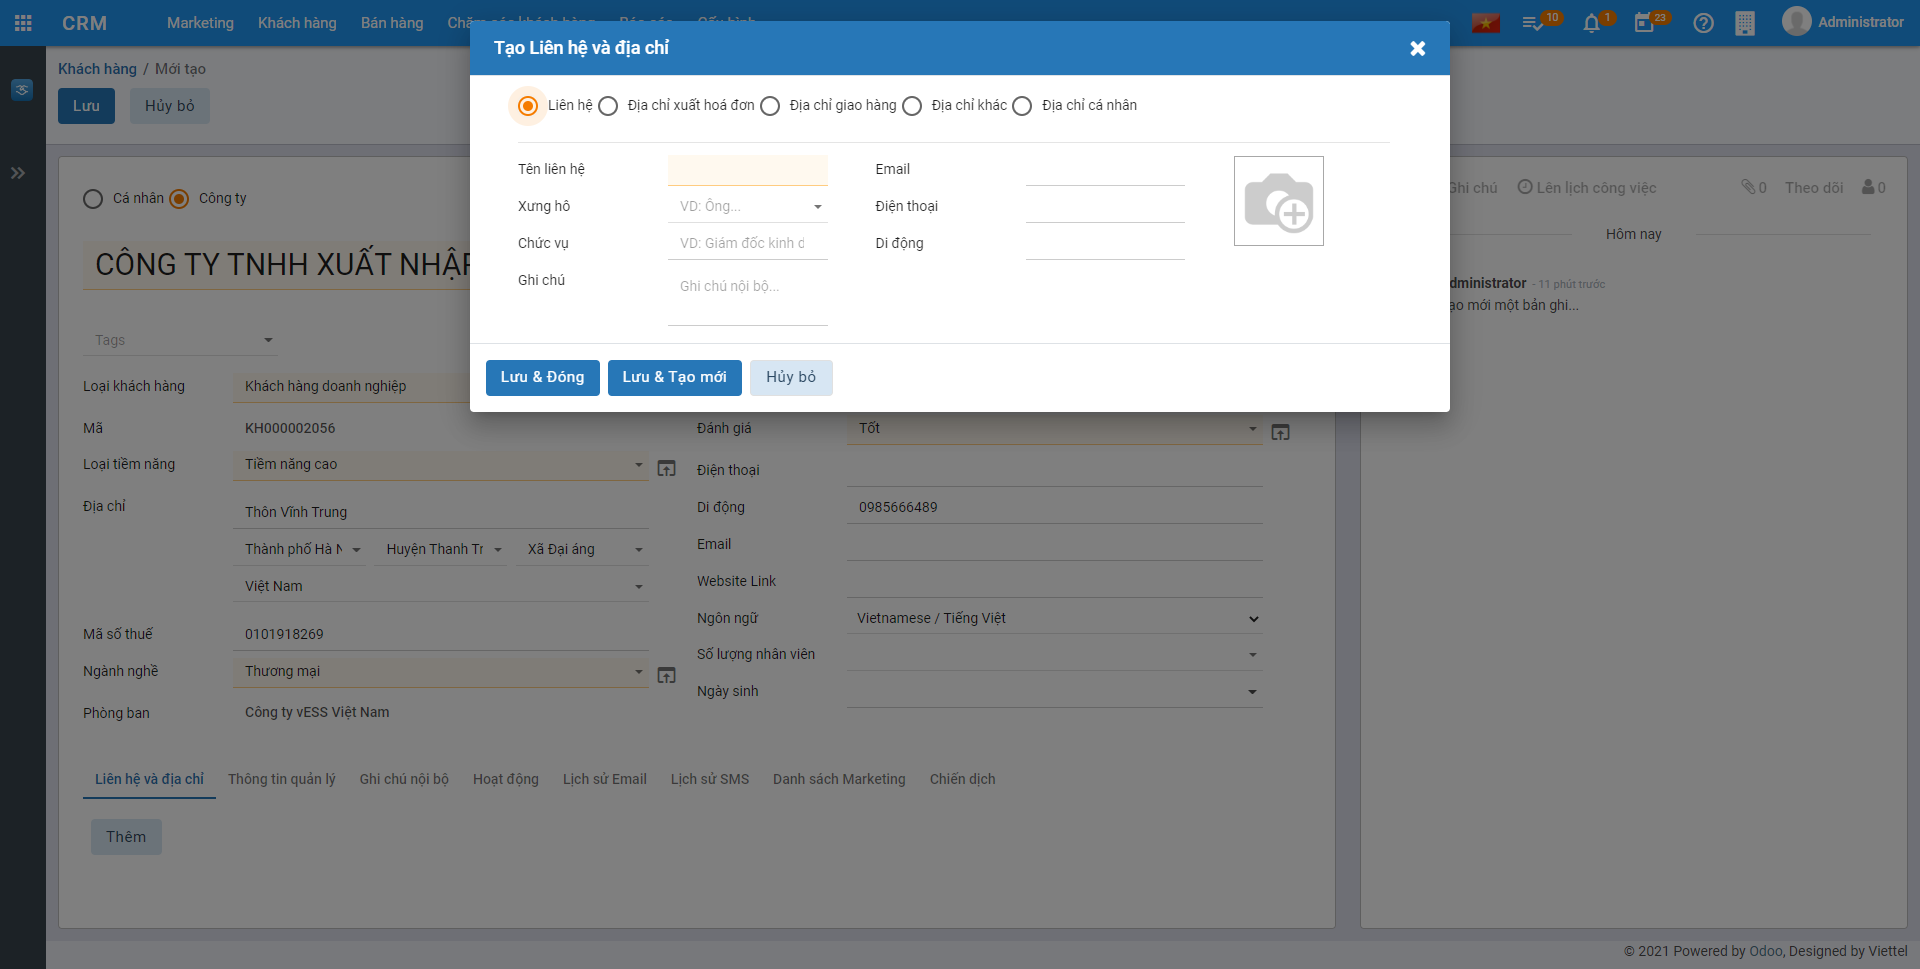 CRM Marketing Khách hàng Bán hàng Chăm sóc khách hàng Báo cáo Cấu hình 10 1 23 Administrator
Tạo Liên hệ và địa chỉ
Khách hàng / Mới tạo
Lưu Hủy bỏ
Liên hệ Địa chỉ xuất hoá đơn Địa chỉ giao hàng Địa chỉ khác Địa chỉ cá nhân
Tên liên hệ Email
Xưng hô VD: Ông... Điện thoại
Chức vụ VD: Giám đốc kinh d Di động
Ghi chú Ghi chú nội bộ...
Lưu & Đóng Lưu & Tạo mới Hủy bỏ
Cá nhân Công ty
CÔNG TY TNHH XUẤT NHẬP
Tags
Loại khách hàng Khách hàng doanh nghiệp
Mã KH000002056
Loại tiềm năng Tiềm năng cao
Địa chỉ Thôn Vĩnh Trung
Thành phố Hà N Huyện Thanh Tr Xã Đại áng
Việt Nam
Mã số thuế 0101918269
Ngành nghề Thương mại
Phòng ban Công ty vESS Việt Nam
Đánh giá Tốt
Điện thoại
Di động 0985666489
Email
Website Link
Ngôn ngữ Vietnamese / Tiếng Việt
Số lượng nhân viên
Ngày sinh
Liên hệ và địa chỉ Thông tin quản lý Ghi chú nội bộ Hoạt động Lịch sử Email Lịch sử SMS Danh sách Marketing Chiến dịch
Thêm
Ghi chú Lên lịch công việc 0 Theo dõi 0
Hôm nay
dministrator - 11 phút trước
ạo mới một bản ghi...
© 2021 Powered by Odoo, Designed by Viettel